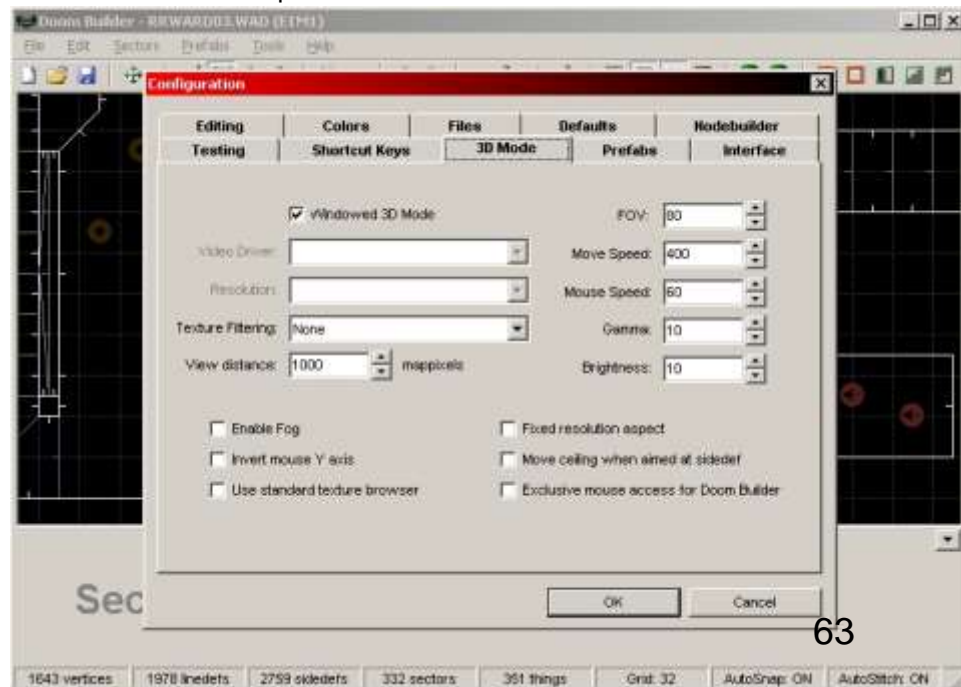 Doom Builder - RRWARD03.WAD (E1M1)
File Edit Sectors Prefabs Tools Help
Configuration
Editing Colors Files Defaults Nodebuilder
Testing Shortcut Keys 3D Mode Prefabs Interface
Windowed 3D Mode FOV: 80
Video Driver: Move Speed: 400
Resolution: Mouse Speed: 60
Texture Filtering: None Gamma: 10
View distance: 1000 mappixels Brightness: 10
Enable Fog Fixed resolution aspect
Invert mouse Y axis Move ceiling when aimed at sidedef
Use standard texture browser Exclusive mouse access for Doom Builder
Sec
OK Cancel
63
1643 vertices 1978 linedefs 2759 sidedefs 332 sectors 351 things Grid: 32 AutoSnap: ON AutoStitch: ON